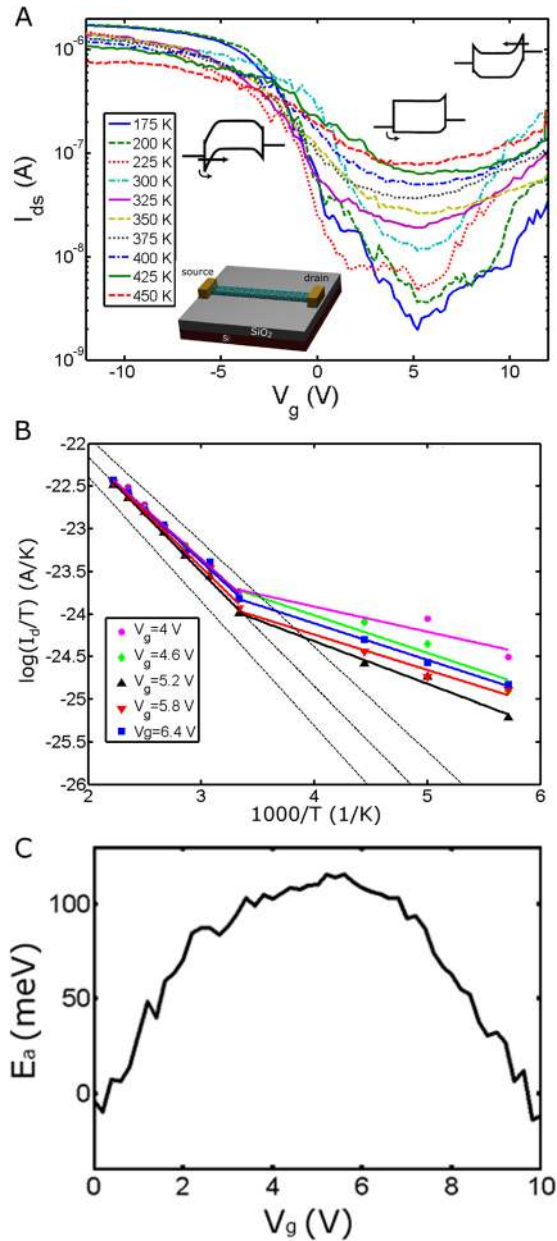 A
I_ds (A)
10^-6
10^-7
10^-8
10^-9
175 K
200 K
225 K
300 K
325 K
350 K
375 K
400 K
425 K
450 K
source
drain
SiO2
Si
-10 -5 0 5 10
V_g (V)
B
log(I_d/T) (A/K)
-22
-22.5
-23
-23.5
-24
-24.5
-25
-25.5
-26
V_g=4 V
V_g=4.6 V
V_g=5.2 V
V_g=5.8 V
Vg=6.4 V
2 3 4 5 6
1000/T (1/K)
C
E_a (meV)
100
50
0
0 2 4 6 8 10
V_g (V)